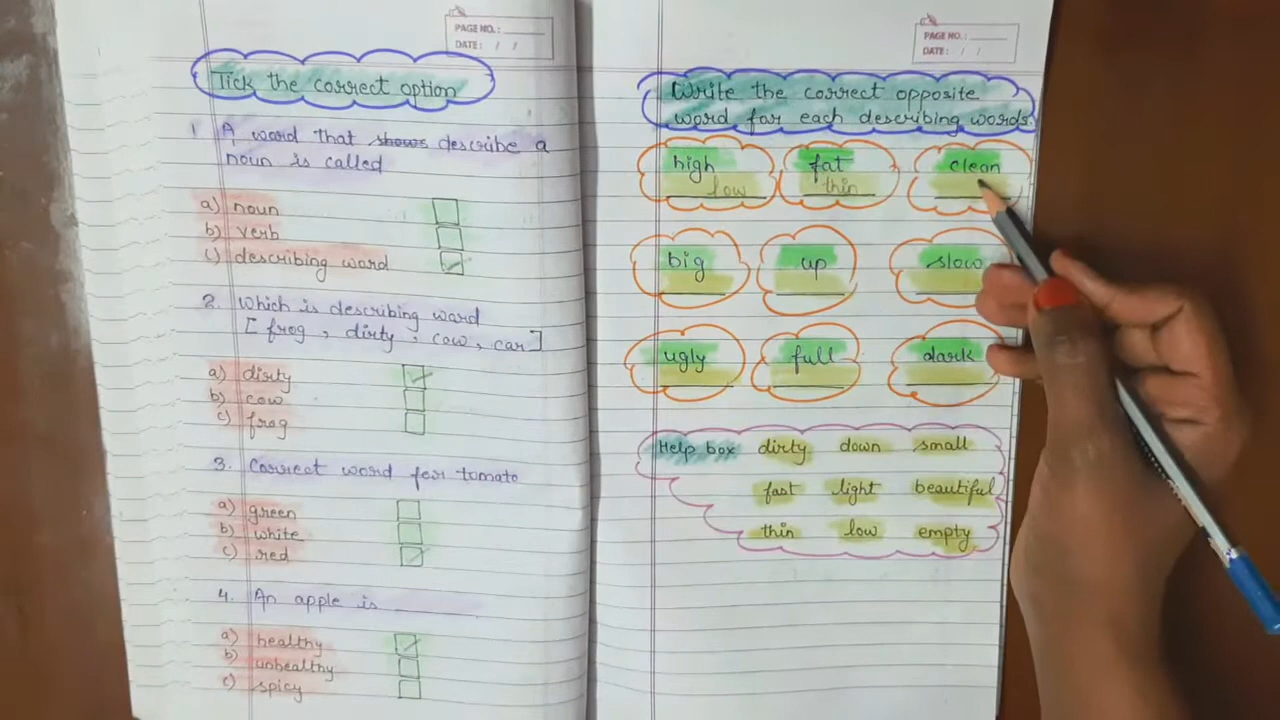 PAGE NO.: ______
DATE: / /
Tick the correct option
1 A word that shows describe a
noun is called
a) noun
b) verb
c) describing word
2. Which is describing word
[ frog , dirty , cow , car ]
a) dirty
b) cow
c) frog
3. Correct word for tomato
a) green
b) white
c) red
4. An apple is ______
a) healthy
b) unhealthy
c) spicy
PAGE NO.: ______
DATE: / /
Write the correct opposite
word for each describing words.
high fat clean
low thin
big up slow
ugly full dark
Help box dirty down small
fast light beautiful
thin low empty